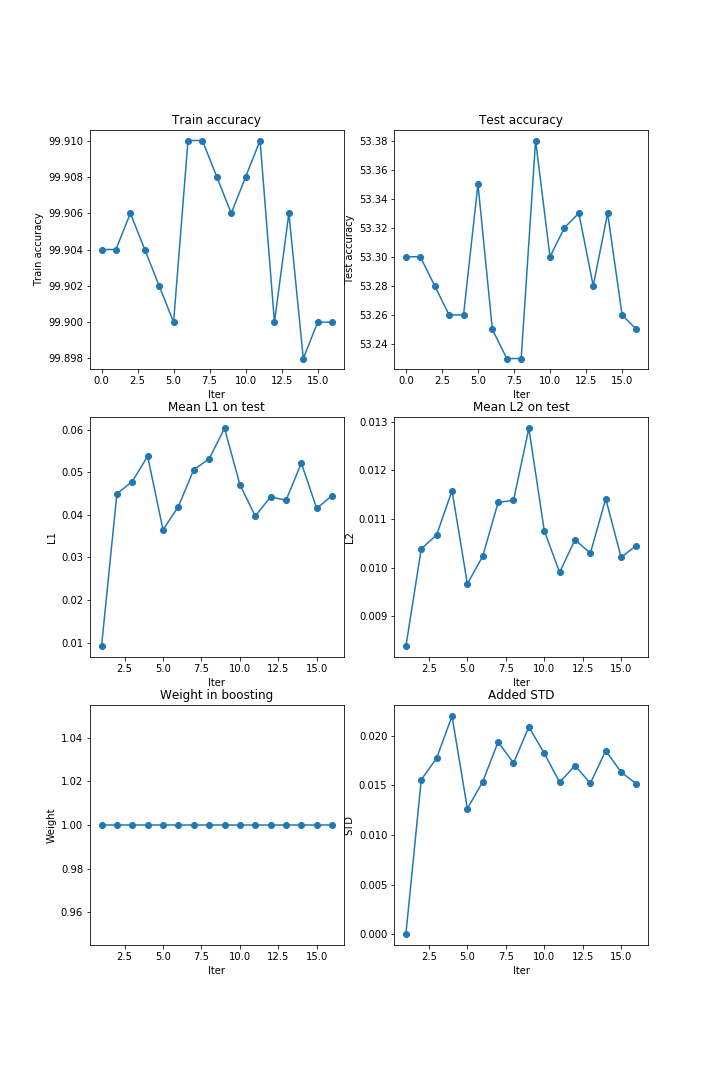 Train accuracy
Train accuracy
99.910
99.908
99.906
99.904
99.902
99.900
99.898
0.0 2.5 5.0 7.5 10.0 12.5 15.0
Iter
Test accuracy
Test accuracy
53.38
53.36
53.34
53.32
53.30
53.28
53.26
53.24
0.0 2.5 5.0 7.5 10.0 12.5 15.0
Iter
Mean L1 on test
L1
0.06
0.05
0.04
0.03
0.02
0.01
2.5 5.0 7.5 10.0 12.5 15.0
Iter
Mean L2 on test
L2
0.013
0.012
0.011
0.010
0.009
2.5 5.0 7.5 10.0 12.5 15.0
Iter
Weight in boosting
Weight
1.04
1.02
1.00
0.98
0.96
2.5 5.0 7.5 10.0 12.5 15.0
Iter
Added STD
STD
0.020
0.015
0.010
0.005
0.000
2.5 5.0 7.5 10.0 12.5 15.0
Iter